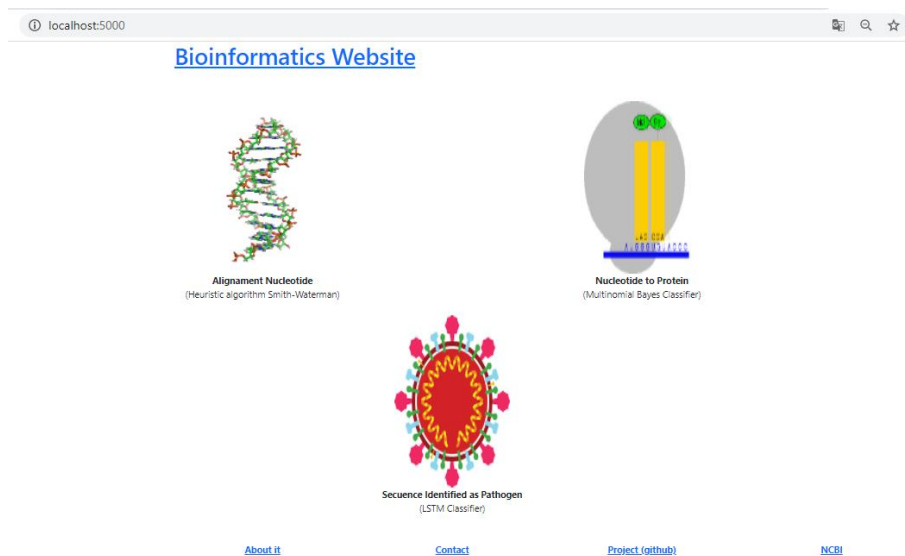 localhost:5000
Bioinformatics Website
Alignament Nucleotide
(Heuristic algorithm Smith-Waterman)
Nucleotide to Protein
(Multinomial Bayes Classifier)
Secuence Identified as Pathogen
(LSTM Classifier)
About it
Contact
Project (github)
NCBI